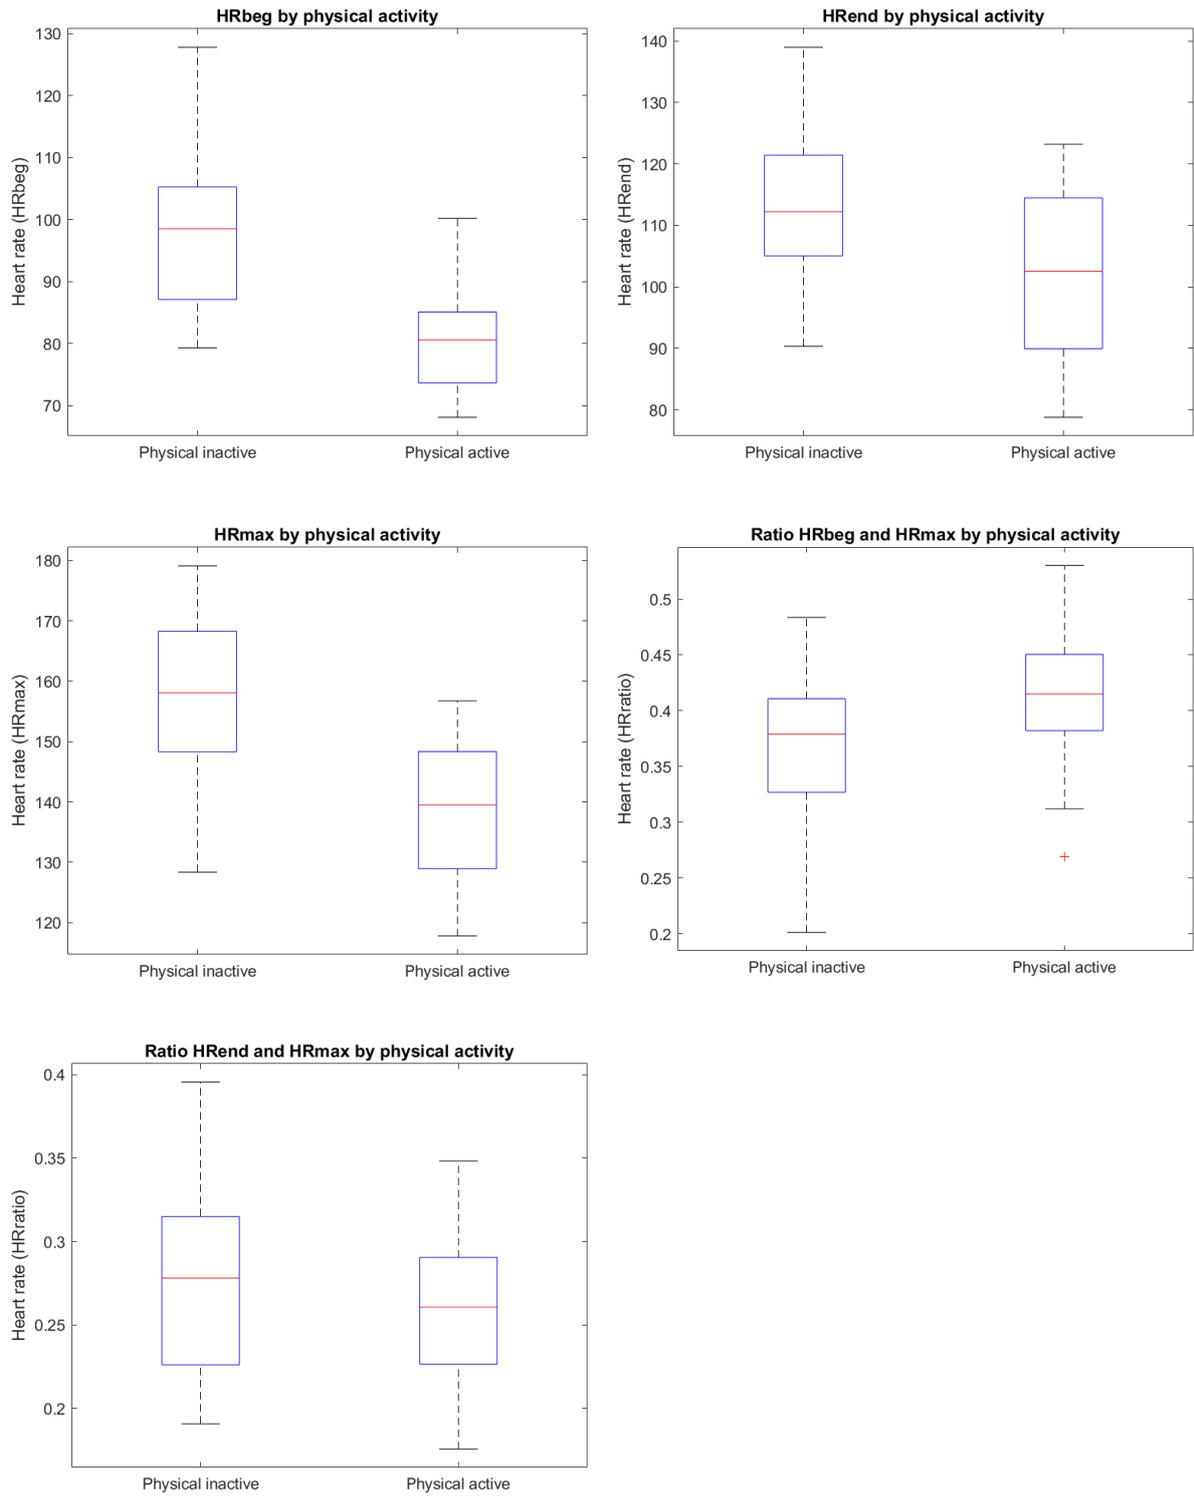 HRbeg by physical activity
130
120
110
100
90
80
70
Heart rate (HRbeg)
Physical inactive
Physical active
HRend by physical activity
140
130
120
110
100
90
80
Heart rate (HRend)
Physical inactive
Physical active
HRmax by physical activity
180
170
160
150
140
130
120
Heart rate (HRmax)
Physical inactive
Physical active
Ratio HRbeg and HRmax by physical activity
0.5
0.45
0.4
0.35
0.3
0.25
0.2
Heart rate (HRratio)
Physical inactive
Physical active
Ratio HRend and HRmax by physical activity
0.4
0.35
0.3
0.25
0.2
Heart rate (HRratio)
Physical inactive
Physical active